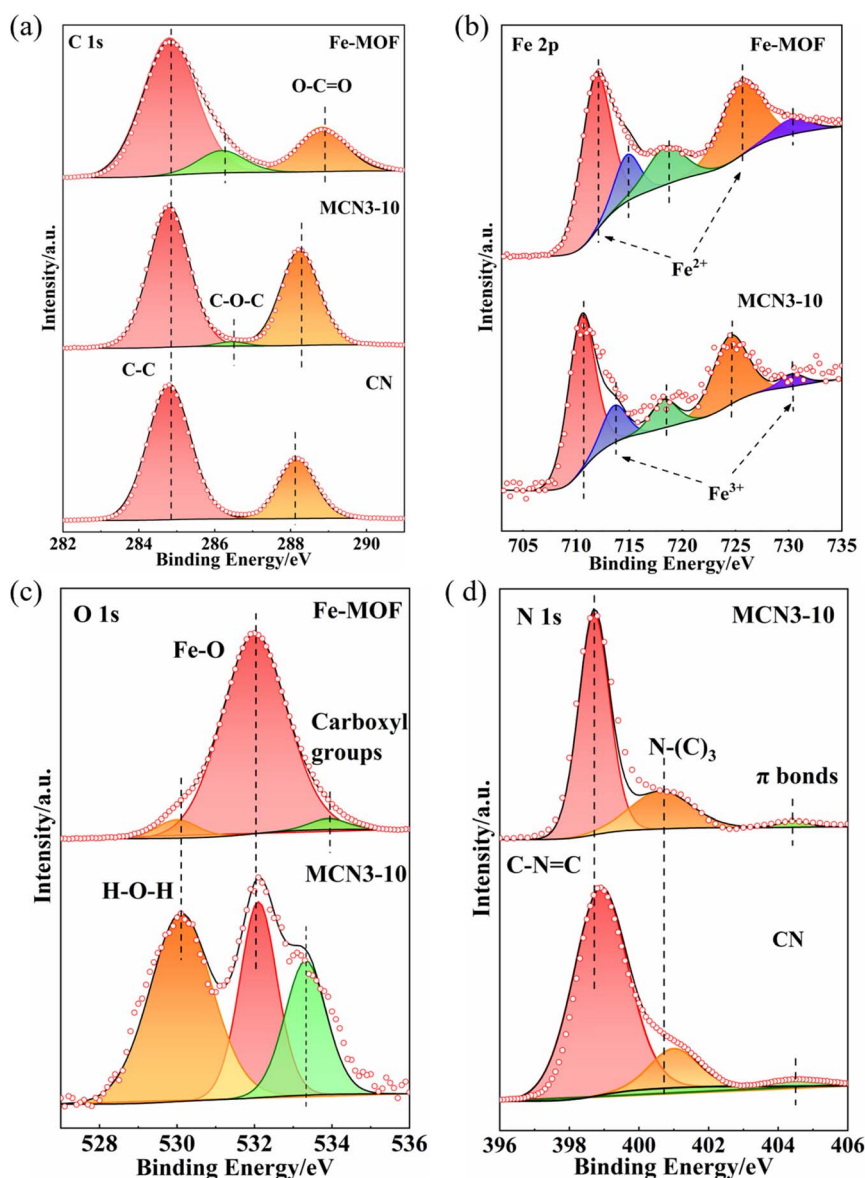 (a)
C 1s
Fe-MOF
O-C=O
MCN3-10
C-O-C
C-C
CN
Intensity/a.u.
282 284 286 288 290
Binding Energy/eV
(b)
Fe 2p
Fe-MOF
Fe²⁺
MCN3-10
Fe³⁺
Intensity/a.u.
705 710 715 720 725 730 735
Binding Energy/eV
(c)
O 1s
Fe-MOF
Fe-O
Carboxyl
groups
H-O-H
MCN3-10
Intensity/a.u.
528 530 532 534 536
Binding Energy/eV
( d)
N 1s
MCN3-10
N-(C)₃
π bonds
C-N=C
CN
Intensity/a.u.
396 398 400 402 404 406
Binding Energy/eV